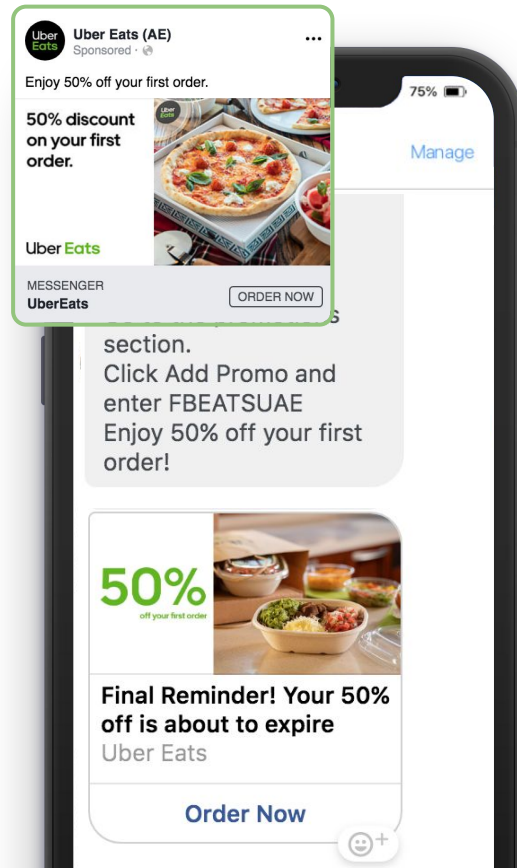 Uber Eats
Uber Eats (AE)
Sponsored ·
Enjoy 50% off your first order.
50% discount
on your first
order.
Uber Eats
Uber Eats
MESSENGER
UberEats
ORDER NOW
75%
Manage
section.
Click Add Promo and
enter FBEATSUAE
Enjoy 50% off your first
order!
50%
off your first order
Final Reminder! Your 50%
off is about to expire
Uber Eats
Order Now